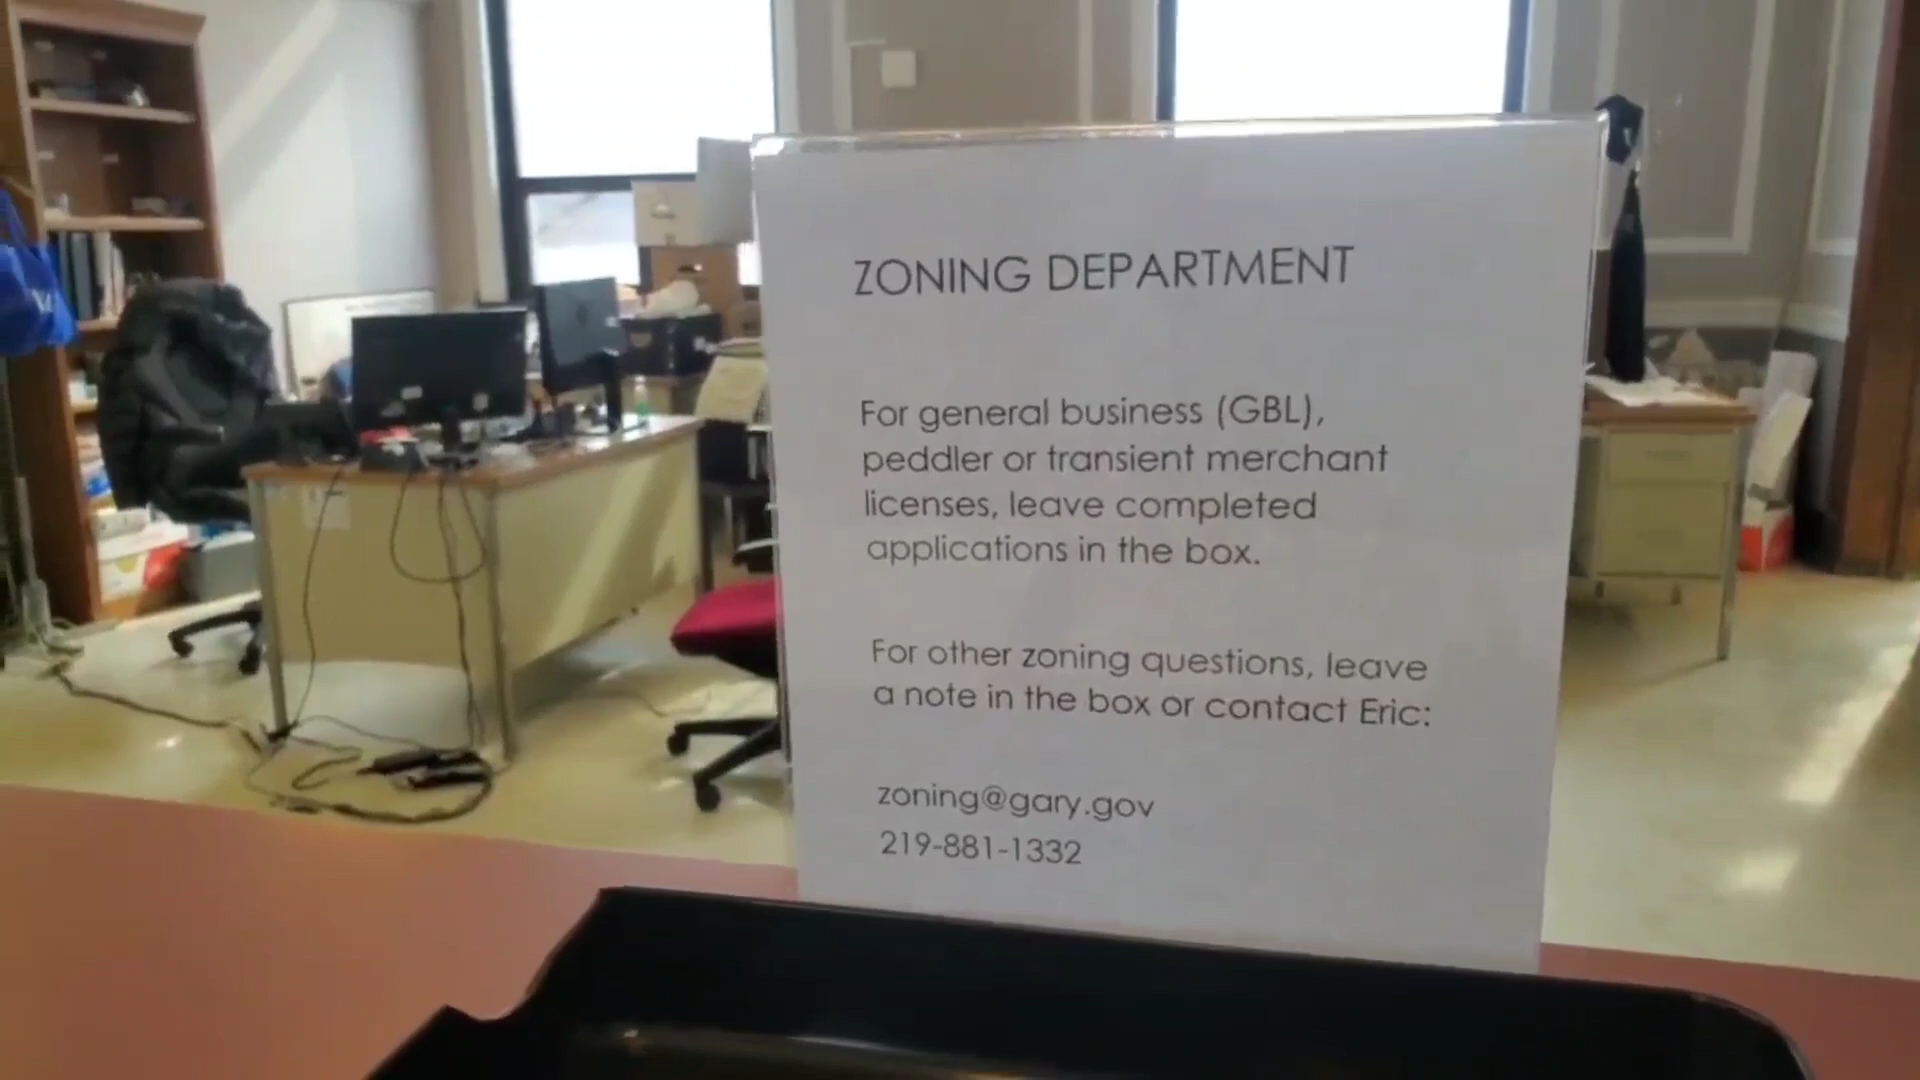 ZONING DEPARTMENT
For general business (GBL),
peddler or transient merchant
licenses, leave completed
applications in the box.
For other zoning questions, leave
a note in the box or contact Eric:
zoning@gary.gov
219-881-1332